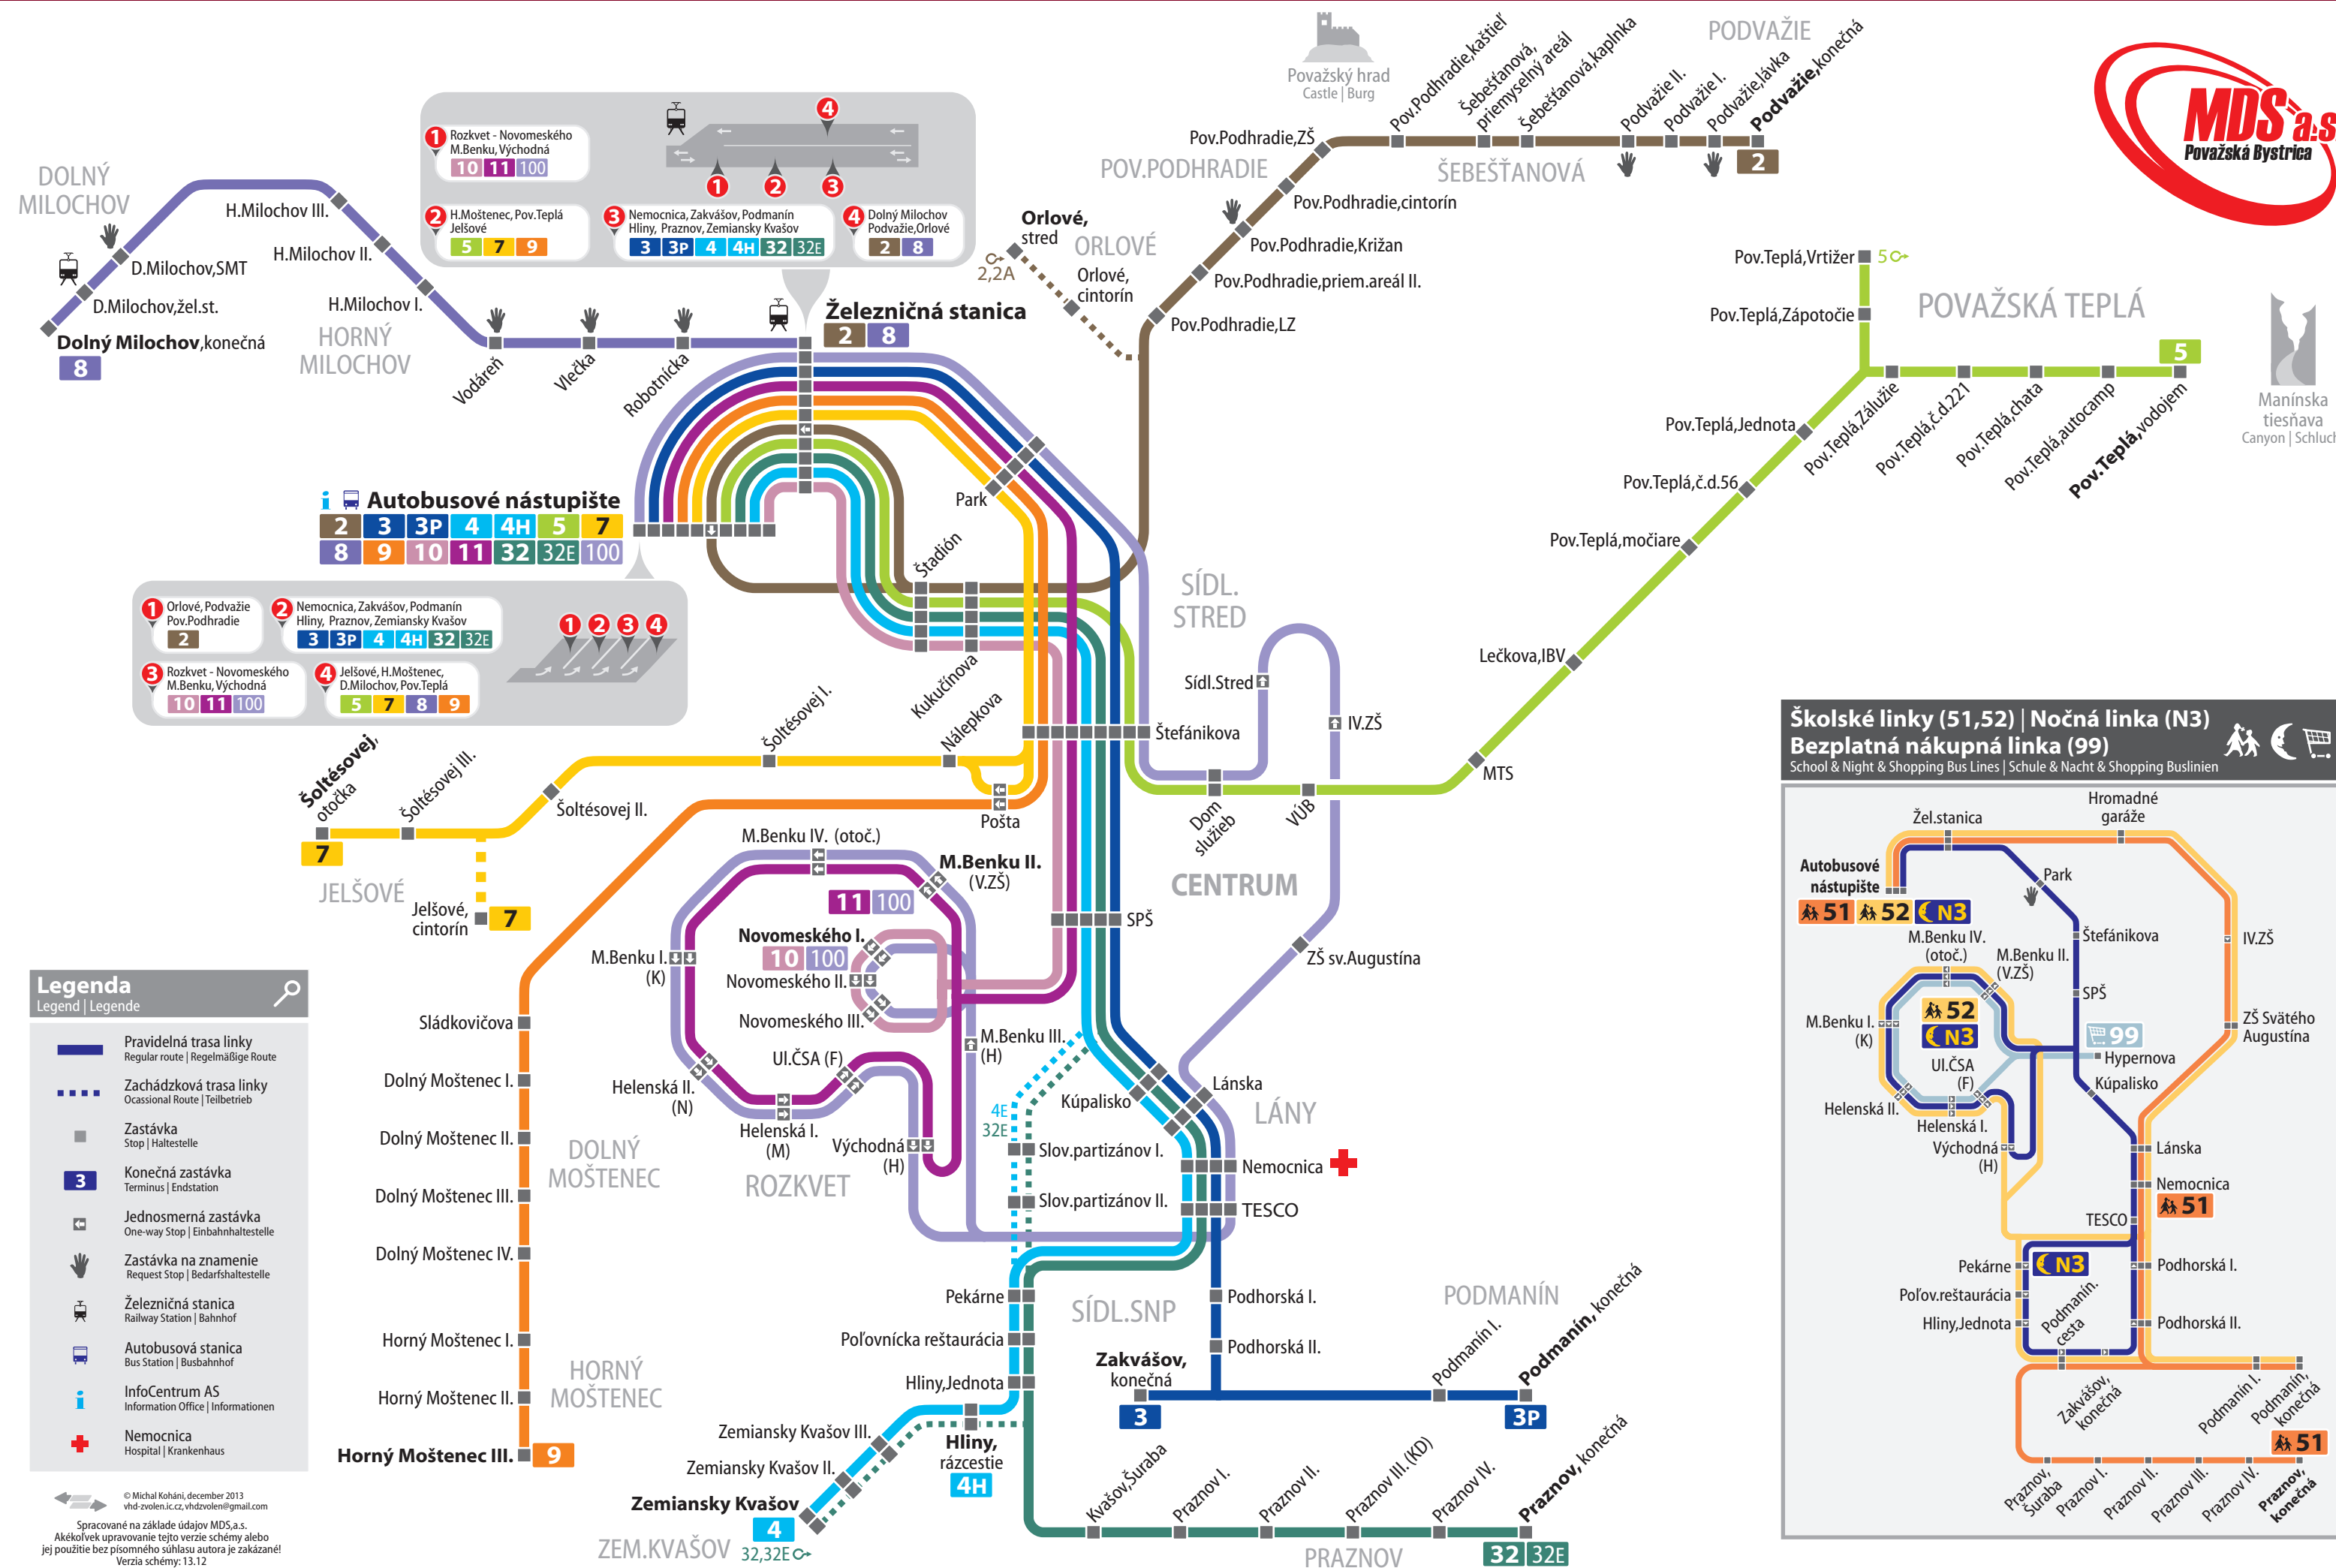 DOLNÝ
MILOCHOV
D.Milochov,SMT
D.Milochov,žel.st.
Dolný Milochov,konečná
8
H.Milochov III.
H.Milochov II.
H.Milochov I.
HORNÝ
MILOCHOV
Vodáreň
Vlečka
Robotnícka
1 Rozkvet - Novomeského
M.Benku, Východná
10 11 100
2 H.Moštenec, Pov.Teplá
Jelšové
5 7 9
3 Nemocnica, Zakvášov, Podmanín
Hliny, Praznov, Zemiansky Kvašov
3 3P 4 4H 32 32E
4 Dolný Milochov
Podvažie,Orlové
2 8
4
1 2 3
Železničná stanica
2 8
Považský hrad
Castle | Burg
Orlové,
stred
ORLOVÉ
2,2A
Orlové,
cintorín
POV.PODHRADIE
Pov.Podhradie,ZŠ
Pov.Podhradie,cintorín
Pov.Podhradie,Križan
Pov.Podhradie,priem.areál II.
Pov.Podhradie,LZ
Pov.Podhradie,kaštieľ
Šebešťanová,
priemyselný areál
Šebešťanová,kaplnka
ŠEBEŠŤANOVÁ
Podvažie II.
Podvažie I.
Podvažie,lávka
Podvažie,konečná
PODVAŽIE
2
MDS a.s
Považská Bystrica
Pov.Teplá,Vrtižer
5
Pov.Teplá,Zápotočie
POVAŽSKÁ TEPLÁ
5
Pov.Teplá,Zálužie
Pov.Teplá,č.d.221
Pov.Teplá,chata
Pov.Teplá,autocamp
Pov.Teplá,vodojem
Manínska
tiesňava
Canyon | Schluch
Pov.Teplá,Jednota
Pov.Teplá,č.d.56
Pov.Teplá,močiare
Lečkova,IBV
MTS
Autobusové nástupište
2 3 3P 4 4H 5 7
8 9 10 11 32 32E 100
1 Orlové, Podvažie
Pov.Podhradie
2
2 Nemocnica, Zakvášov, Podmanín
Hliny, Praznov, Zemiansky Kvašov
3 3P 4 4H 32 32E
3 Rozkvet - Novomeského
M.Benku, Východná
10 11 100
4 Jelšové, H.Moštenec,
D.Milochov, Pov.Teplá
5 7 8 9
1 2 3 4
Park
Štadión
Kukučínova
Nálepkova
Šoltésovej I.
Šoltésovej II.
Šoltésovej III.
Šoltésovej,
otočka
7
JELŠOVÉ
Jelšové,
cintorín
7
Pošta
Štefánikova
SÍDL.
STRED
Sídl.Stred
IV.ZŠ
Dom
služieb
VÚB
CENTRUM
SPŠ
ZŠ sv.Augustína
M.Benku IV. (otoč.)
M.Benku II.
(V.ZŠ)
11 100
Novomeského I.
10 100
Novomeského II.
Novomeského III.
M.Benku I.
(K)
M.Benku III.
(H)
Ul.ČSA (F)
Helenská II.
(N)
Helenská I.
(M)
Východná
(H)
ROZKVET
Sládkovičova
Dolný Moštenec I.
Dolný Moštenec II.
Dolný Moštenec III.
Dolný Moštenec IV.
DOLNÝ
MOŠTENEC
Horný Moštenec I.
Horný Moštenec II.
HORNÝ
MOŠTENEC
Horný Moštenec III.
9
Kúpalisko
Lánska
LÁNY
4E
32E
Slov.partizánov I.
Slov.partizánov II.
Nemocnica
TESCO
Pekárne
Poľovnícka reštaurácia
Hliny,Jednota
SÍDL.SNP
Podhorská I.
Podhorská II.
Zakvášov,
konečná
3
PODMANÍN
Podmanín I.
Podmanín, konečná
3P
Hliny,
rázcestie
4H
Zemiansky Kvašov III.
Zemiansky Kvašov II.
Zemiansky Kvašov
4
ZEM.KVAŠOV
32,32E
Kvašov,Šuraba
Praznov I.
Praznov II.
Praznov III. (KD)
Praznov IV.
Praznov, konečná
PRAZNOV
32 32E
Legenda
Legend | Legende
Pravidelná trasa linky
Regular route | Regelmäßige Route
Zachádzková trasa linky
Ocassional Route | Teilbetrieb
Zastávka
Stop | Haltestelle
3
Konečná zastávka
Terminus | Endstation
Jednosmerná zastávka
One-way Stop | Einbahnhaltestelle
Zastávka na znamenie
Request Stop | Bedarfshaltestelle
Železničná stanica
Railway Station | Bahnhof
Autobusová stanica
Bus Station | Busbahnhof
InfoCentrum AS
Information Office | Informationen
Nemocnica
Hospital | Krankenhaus
© Michal Koháni, december 2013
vhd-zvolen.ic.cz, vhdzvolen@gmail.com
Spracované na základe údajov MDS,a.s.
Akékoľvek upravovanie tejto verzie schémy alebo
jej použitie bez písomného súhlasu autora je zakázané!
Verzia schémy: 13.12
Školské linky (51,52) | Nočná linka (N3)
Bezplatná nákupná linka (99)
School & Night & Shopping Bus Lines | Schule & Nacht & Shopping Buslinien
Žel.stanica
Hromadné
garáže
Autobusové
nástupište
51 52 N3
Park
Štefánikova
IV.ZŠ
M.Benku IV.
(otoč.)
M.Benku II.
(V.ZŠ)
SPŠ
52
N3
M.Benku I.
(K)
99
Hypernova
ZŠ Svätého
Augustína
Ul.ČSA
(F)
Kúpalisko
Helenská II.
Helenská I.
Východná
(H)
Lánska
Nemocnica
51
TESCO
Pekárne
N3
Podhorská I.
Poľov.reštaurácia
Hliny,Jednota
Podmanín.
cesta
Podhorská II.
Zakvášov,
konečná
Podmanín I.
Podmanín,
konečná
51
Praznov,
Šuraba
Praznov I.
Praznov II.
Praznov III.
Praznov IV.
Praznov,
konečná